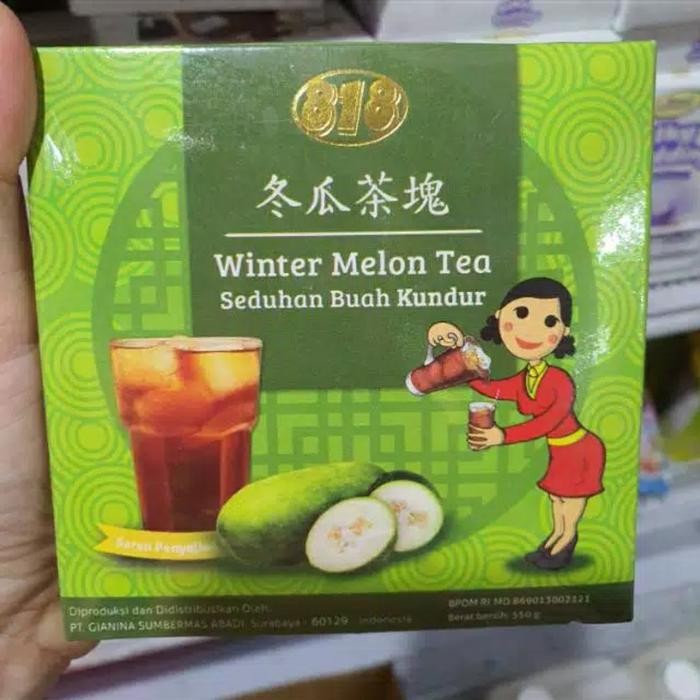 818
冬瓜茶塊
Winter Melon Tea
Seduhan Buah Kundur
Saran Penyajian
Diproduksi dan Didistribusikan Oleh:
PT. GIANINA SUMBERMAS ABADI, Surabaya - 60129 Indonesia
BPOM RI MD 869013002121
Berat bersih: 550 g